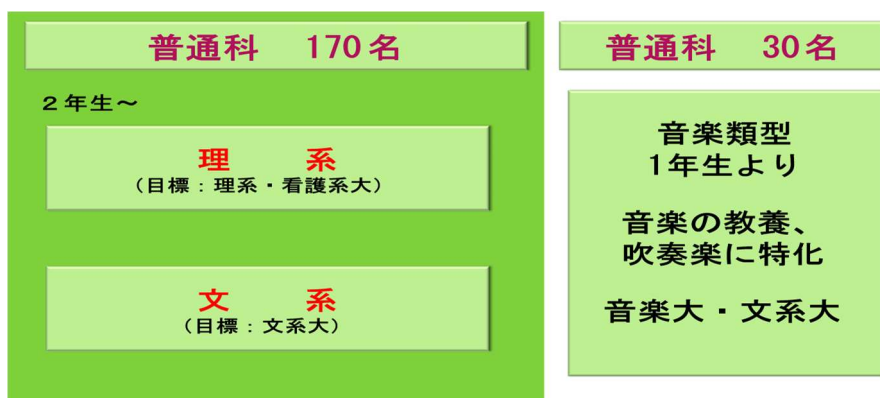 普通科　170名
2年生～
理　　系
（目標：理系・看護系大）
文　　系
（目標：文系大）
普通科　30名
音楽類型
1年生より
音楽の教養、
吹奏楽に特化
音楽大・文系大